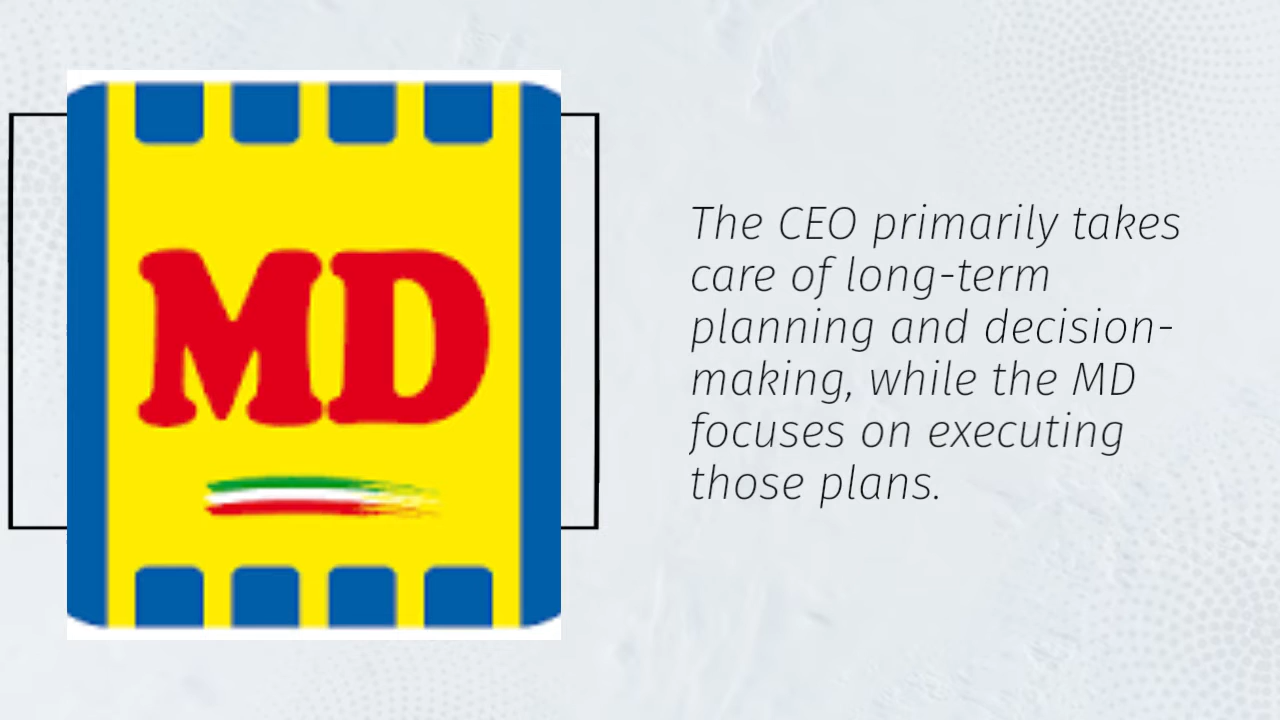 MD
The CEO primarily takes
care of long-term
planning and decision-
making, while the MD
focuses on executing
those plans.